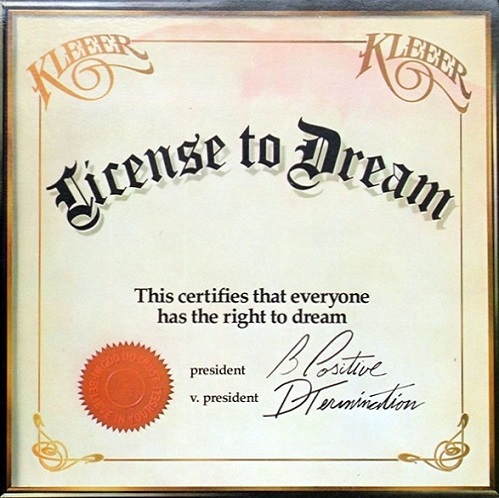 KLEEER KLEEER
License to Dream
This certifies that everyone
has the right to dream
president B Positive
v. president D Termination